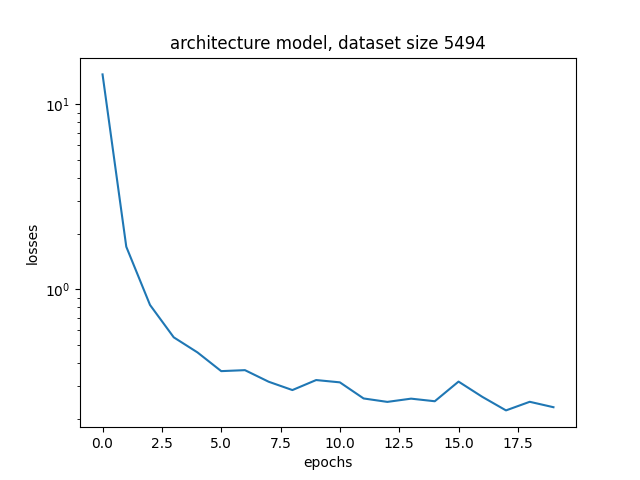 architecture model, dataset size 5494
10¹
10⁰
losses
0.0 2.5 5.0 7.5 10.0 12.5 15.0 17.5
epochs